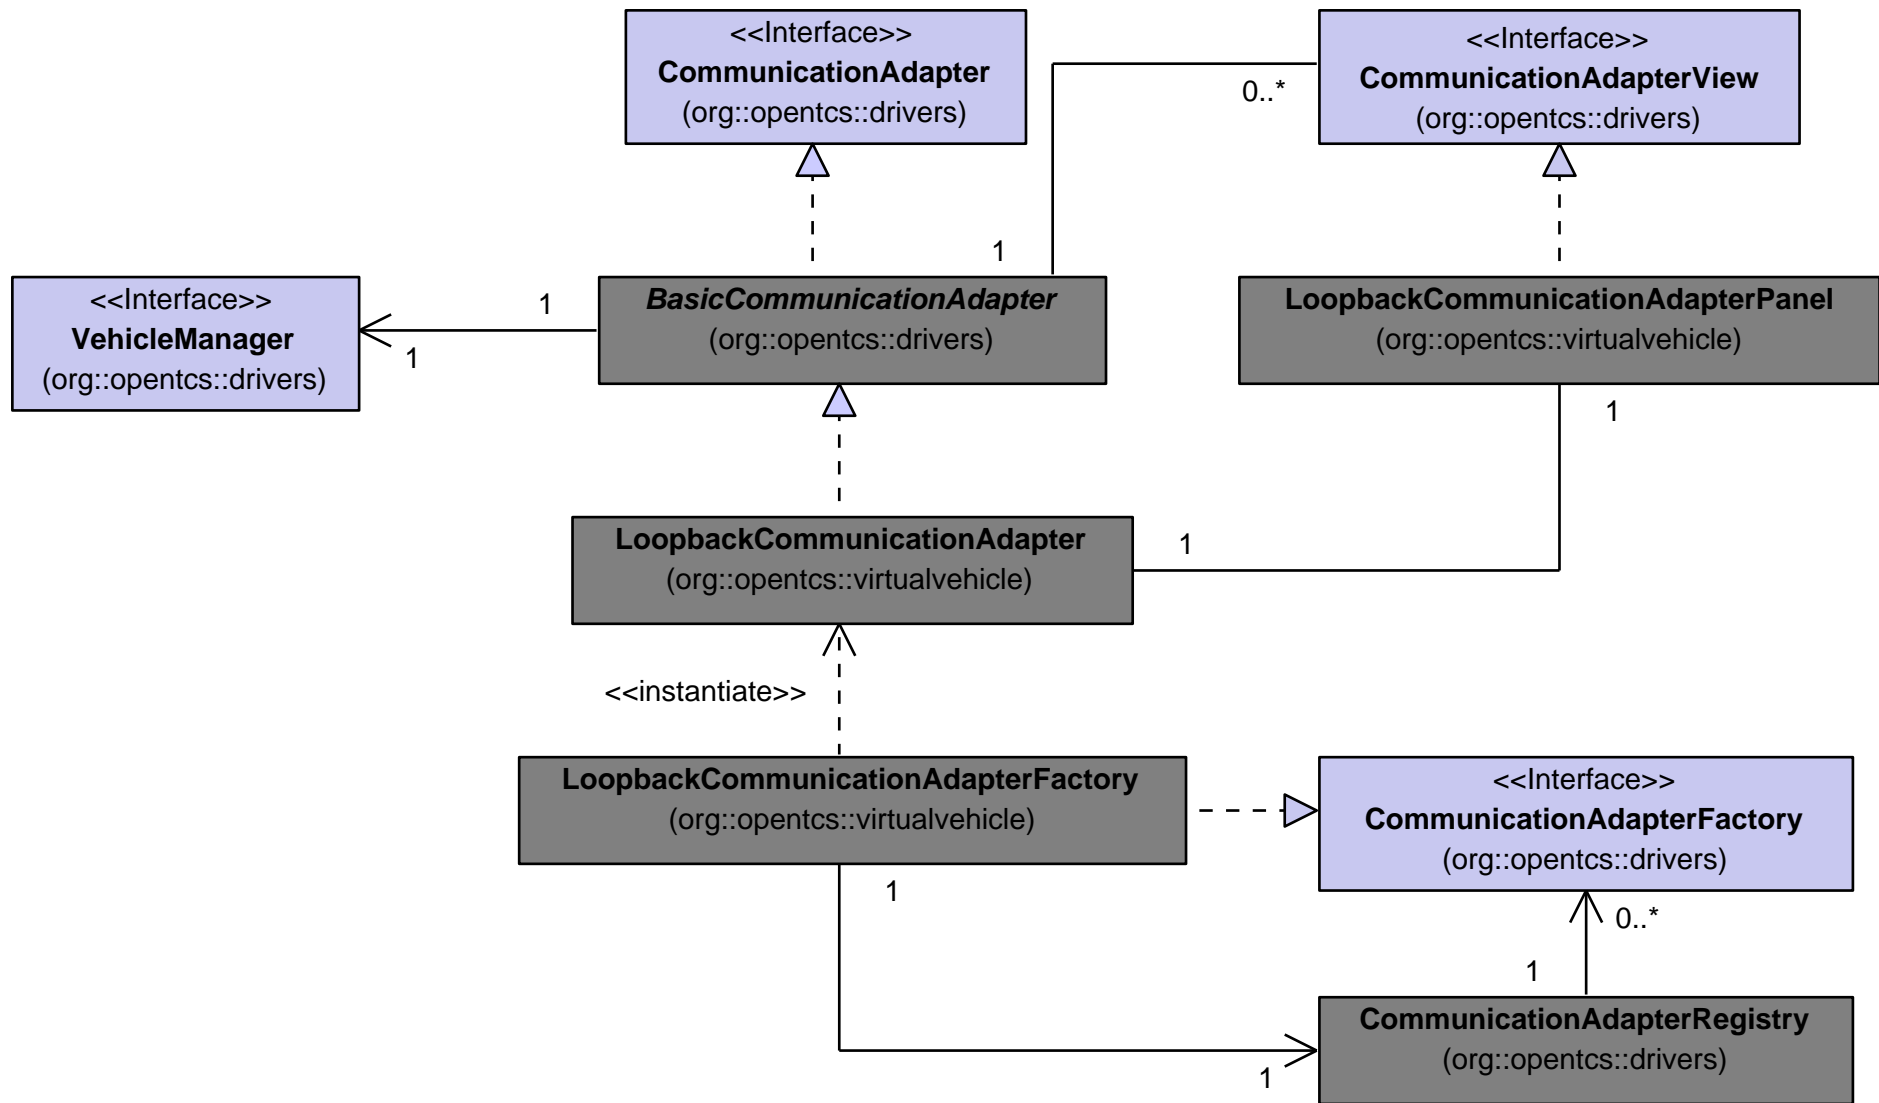 <<Interface>>
CommunicationAdapter
(org::opentcs::drivers)
<<Interface>>
CommunicationAdapterView
(org::opentcs::drivers)
0..*
1
<<Interface>>
VehicleManager
(org::opentcs::drivers)
1
1
BasicCommunicationAdapter
(org::opentcs::drivers)
LoopbackCommunicationAdapterPanel
(org::opentcs::virtualvehicle)
1
LoopbackCommunicationAdapter
(org::opentcs::virtualvehicle)
1
<<instantiate>>
LoopbackCommunicationAdapterFactory
(org::opentcs::virtualvehicle)
<<Interface>>
CommunicationAdapterFactory
(org::opentcs::drivers)
1
0..*
1
CommunicationAdapterRegistry
(org::opentcs::drivers)
1